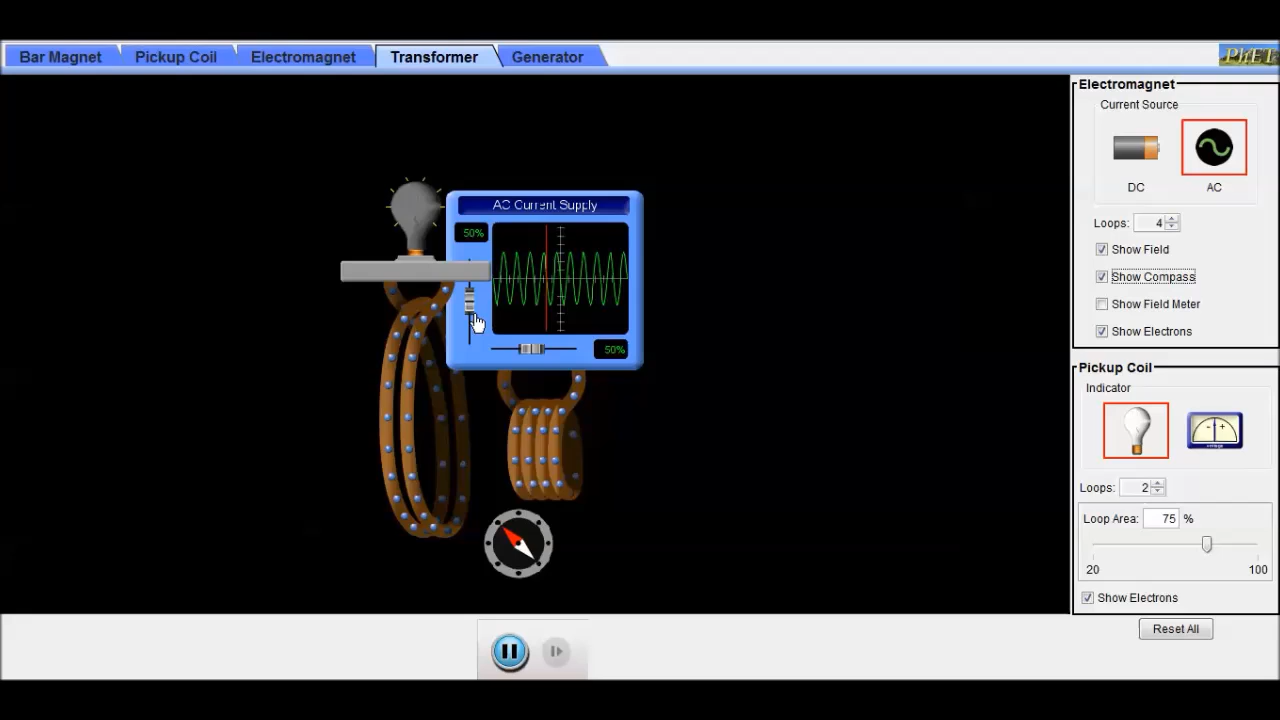 Bar Magnet
Pickup Coil
Electromagnet
Transformer
Generator
PhET
Electromagnet
Current Source
DC
AC
Loops: 4
Show Field
Show Compass
Show Field Meter
Show Electrons
AC Current Supply
50%
50%
Pickup Coil
Indicator
- +
Loops: 2
Loop Area: 75 %
20 100
Show Electrons
Reset All